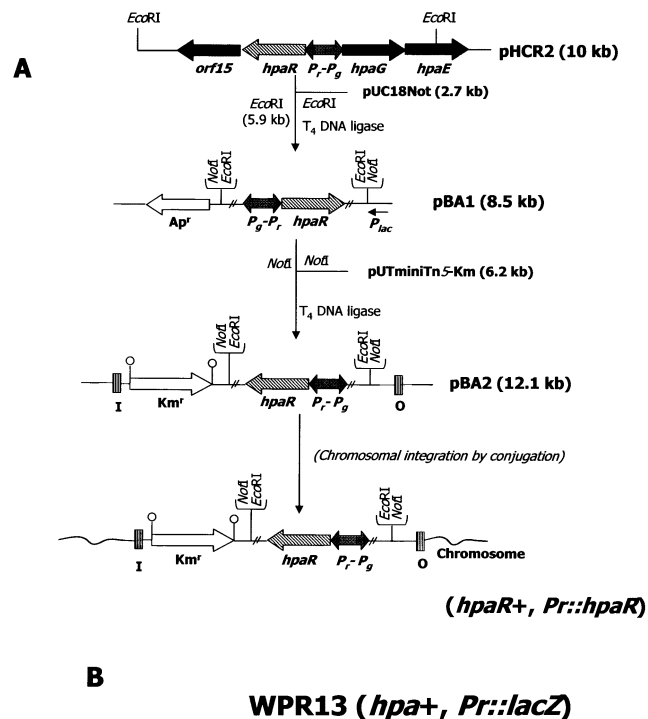 A
EcoRI EcoRI
pHCR2 (10 kb)
orf15 hpaR Pr-Pg hpaG hpaE
pUC18Not (2.7 kb)
EcoRI EcoRI
(5.9 kb)
T4 DNA ligase
NotI EcoRI EcoRI NotI
pBA1 (8.5 kb)
Apr Pg-Pr hpaR Plac
NotI NotI
pUTminiTn5-Km (6.2 kb)
T4 DNA ligase
NotI EcoRI EcoRI NotI
pBA2 (12.1 kb)
I Kmr hpaR Pr-Pg O
(Chromosomal integration by conjugation)
NotI EcoRI EcoRI NotI
I Kmr hpaR Pr-Pg O Chromosome
(hpaR+, Pr::hpaR)
B
WPR13 (hpa+, Pr::lacZ)